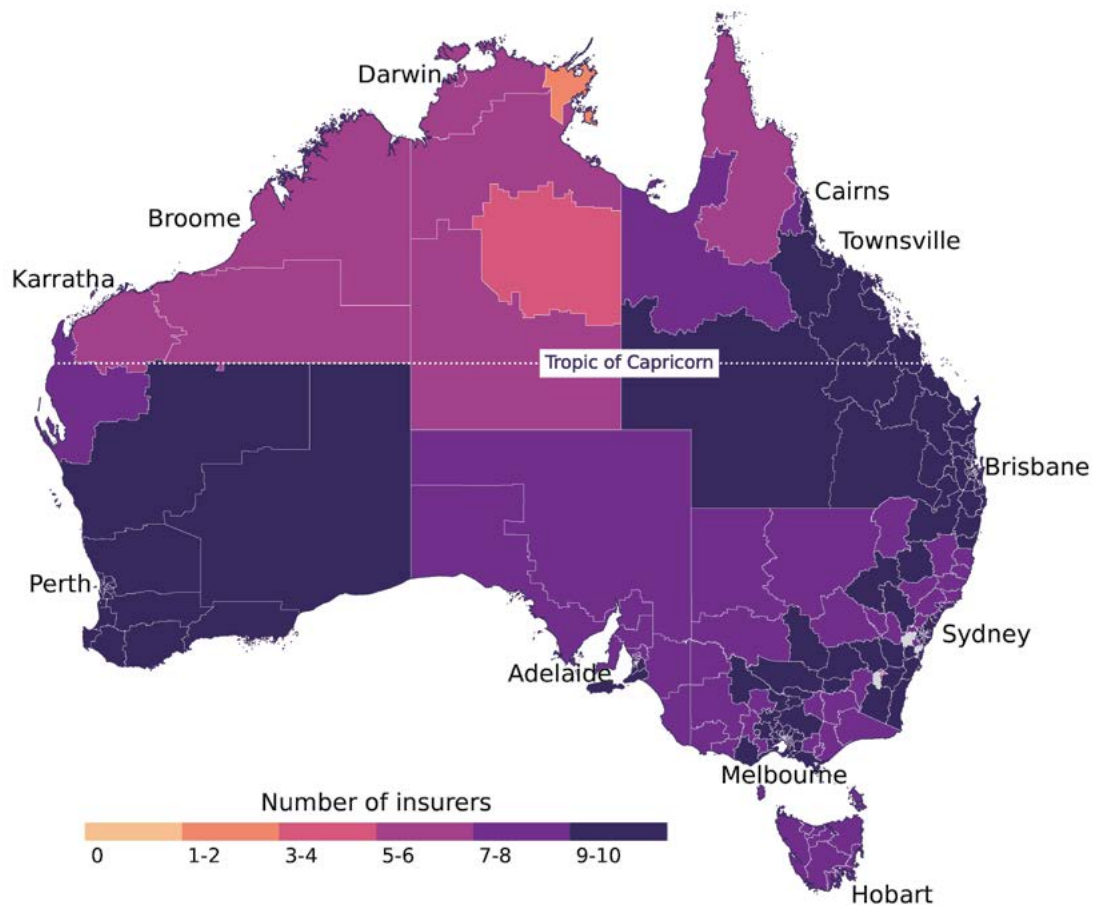 Darwin
Cairns
Broome
Townsville
Karratha
Tropic of Capricorn
Brisbane
Perth
Sydney
Adelaide
Melbourne
Number of insurers
0 1-2 3-4 5-6 7-8 9-10
Hobart